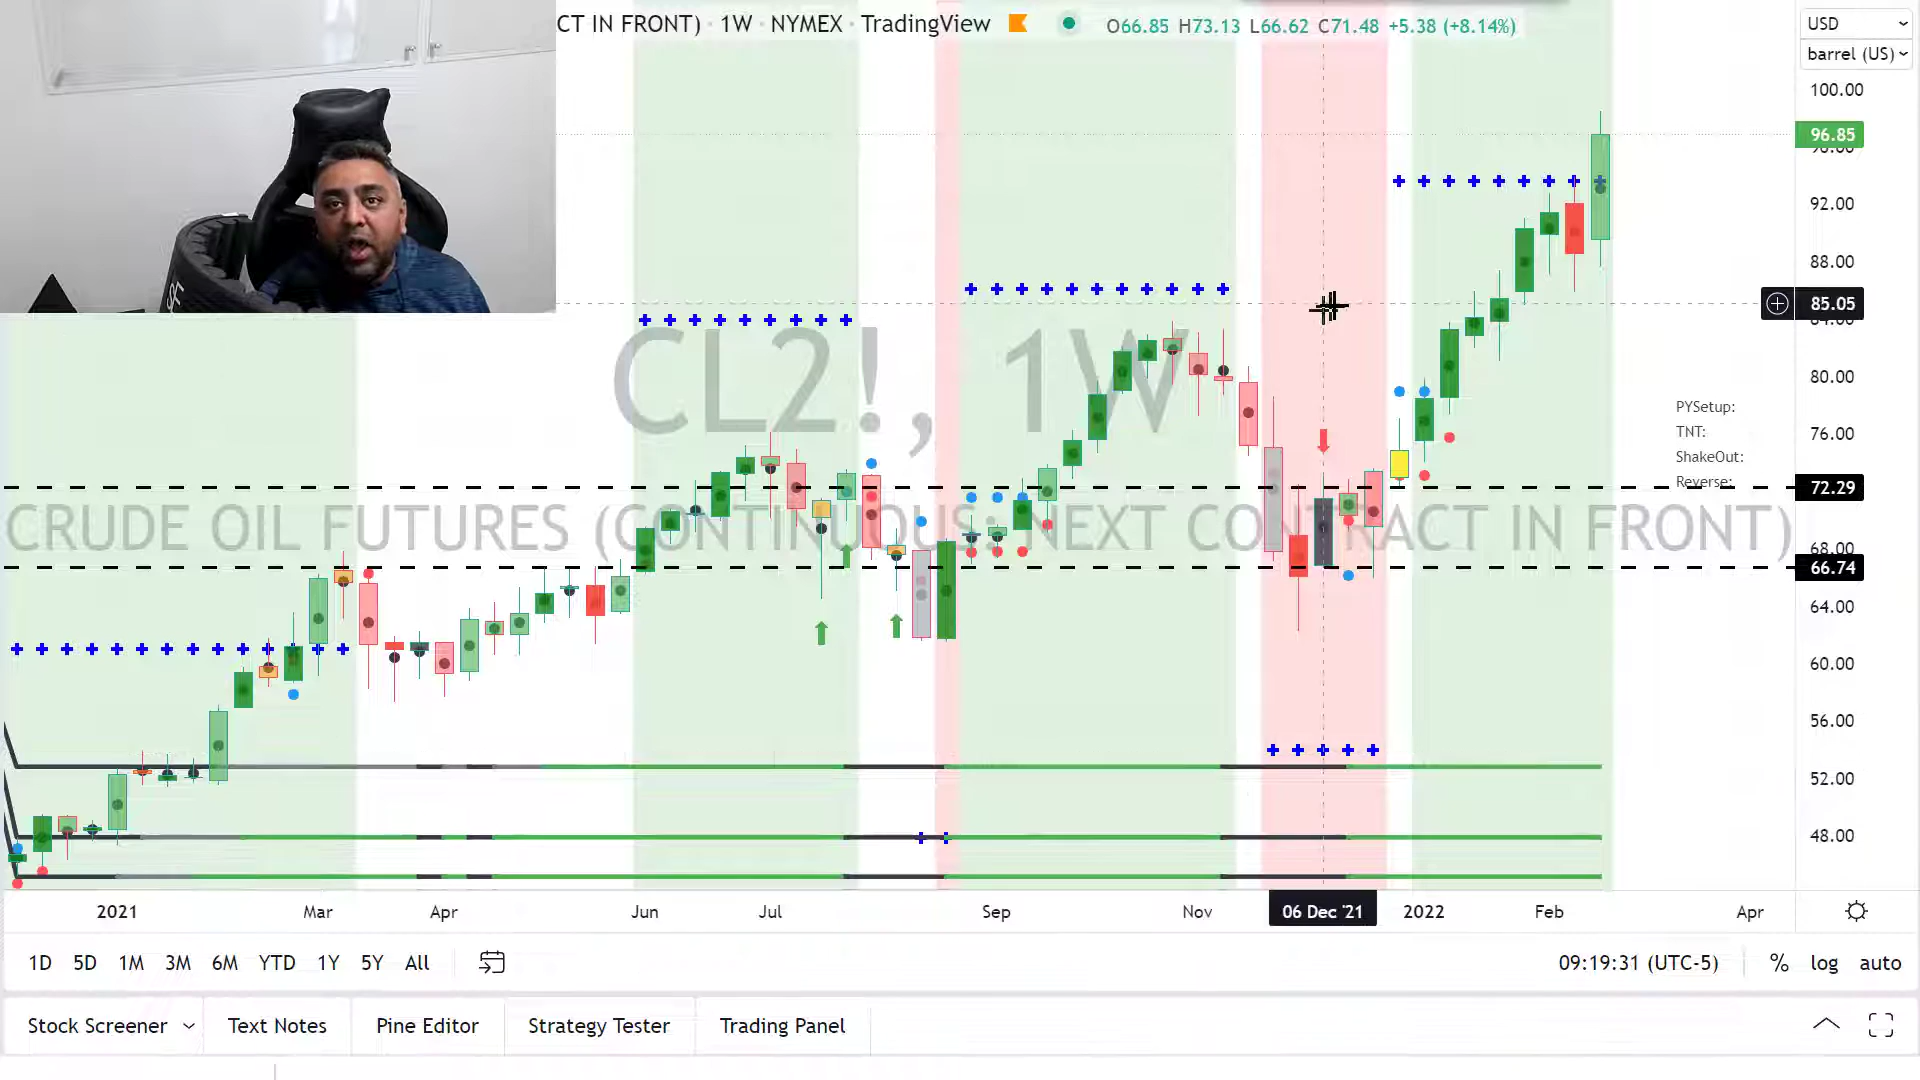 CT IN FRONT) · 1W · NYMEX · TradingView
O66.85 H73.13 L66.62 C71.48 +5.38 (+8.14%)
USD
barrel (US)
100.00
96.85
92.00
88.00
85.05
84.00
80.00
76.00
72.29
68.00
66.74
64.00
60.00
56.00
52.00
48.00
CL2!, 1W
CRUDE OIL FUTURES (CONTINUOUS: NEXT CONTRACT IN FRONT)
PYSetup:
TNT:
ShakeOut:
Reverse:
2021 Mar Apr Jun Jul Sep Nov 06 Dec '21 2022 Feb Apr
1D 5D 1M 3M 6M YTD 1Y 5Y All
09:19:31 (UTC-5) % log auto
Stock Screener Text Notes Pine Editor Strategy Tester Trading Panel